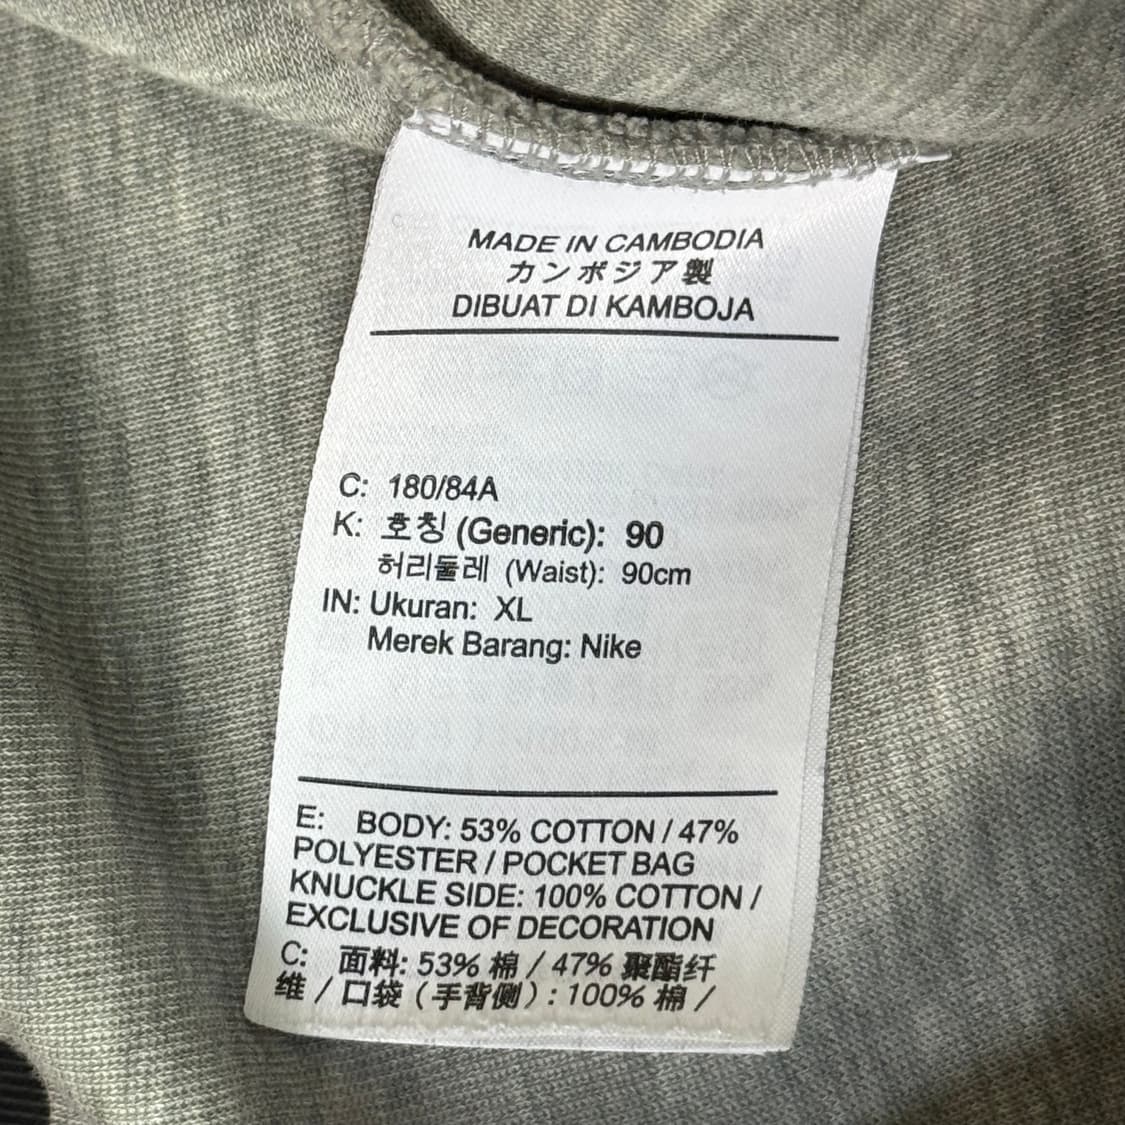 MADE IN CAMBODIA
カンボジア製
DIBUAT DI KAMBOJA
C: 180/84A
K: 호칭 (Generic): 90
허리둘레 (Waist): 90cm
IN: Ukuran: XL
Merek Barang: Nike
E: BODY: 53% COTTON / 47%
POLYESTER / POCKET BAG
KNUCKLE SIDE: 100% COTTON /
EXCLUSIVE OF DECORATION
C: 面料: 53% 棉 / 47% 聚酯纤
维 / 口袋 (手背侧) : 100% 棉 /